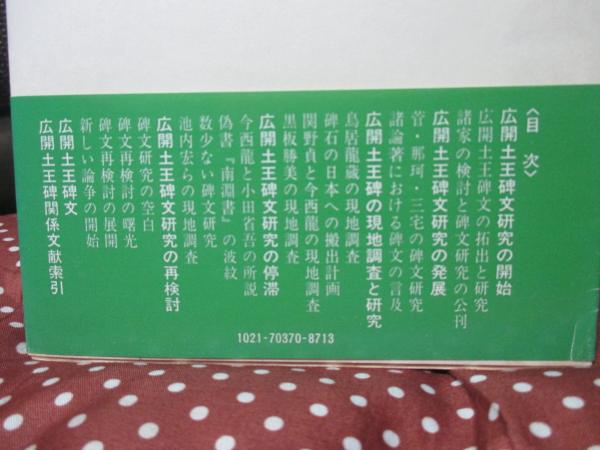 〈目次〉
広開土王碑文研究の開始
広開土王碑文の拓出と研究
諸家の検討と碑文研究の公刊
広開土王碑文研究の発展
菅・那珂・三宅の碑文研究
諸論著における碑文の言及
広開土王碑の現地調査と研究
鳥居龍蔵の現地調査
碑石の日本への搬出計画
関野貞と今西龍の現地調査
黒板勝美の現地調査
広開土王碑文研究の停滞
今西龍と小田省吾の所説
偽書『南淵書』の波紋
数少ない碑文研究
池内宏らの現地調査
広開土王碑文研究の再検討
碑文研究の空白
碑文再検討の曙光
碑文再検討の展開
新しい論争の開始
広開土王碑文
広開土王碑関係文献索引
1021-70370-8713